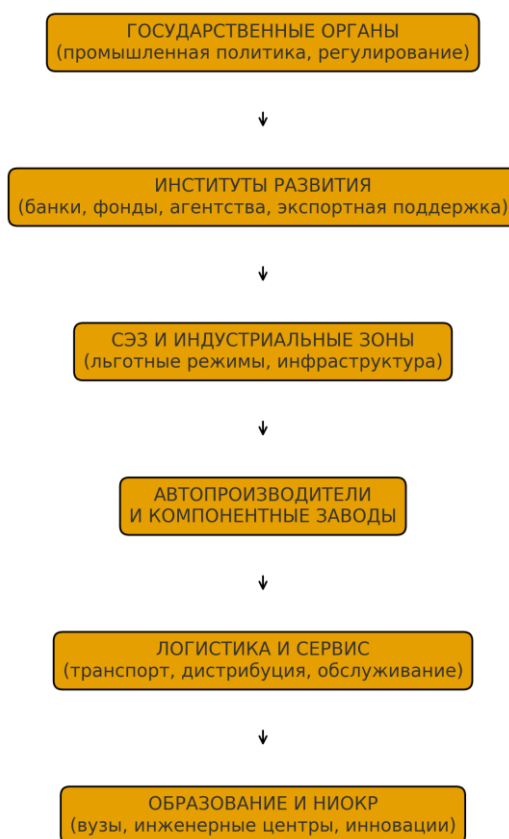 ГОСУДАРСТВЕННЫЕ ОРГАНЫ
(промышленная политика, регулирование)
ИНСТИТУТЫ РАЗВИТИЯ
(банки, фонды, агентства, экспортная поддержка)
СЭЗ И ИНДУСТРИАЛЬНЫЕ ЗОНЫ
(льготные режимы, инфраструктура)
АВТОПРОИЗВОДИТЕЛИ
И КОМПОНЕНТНЫЕ ЗАВОДЫ
ЛОГИСТИКА И СЕРВИС
(транспорт, дистрибуция, обслуживание)
ОБРАЗОВАНИЕ И НИОКР
(вузы, инженерные центры, инновации)